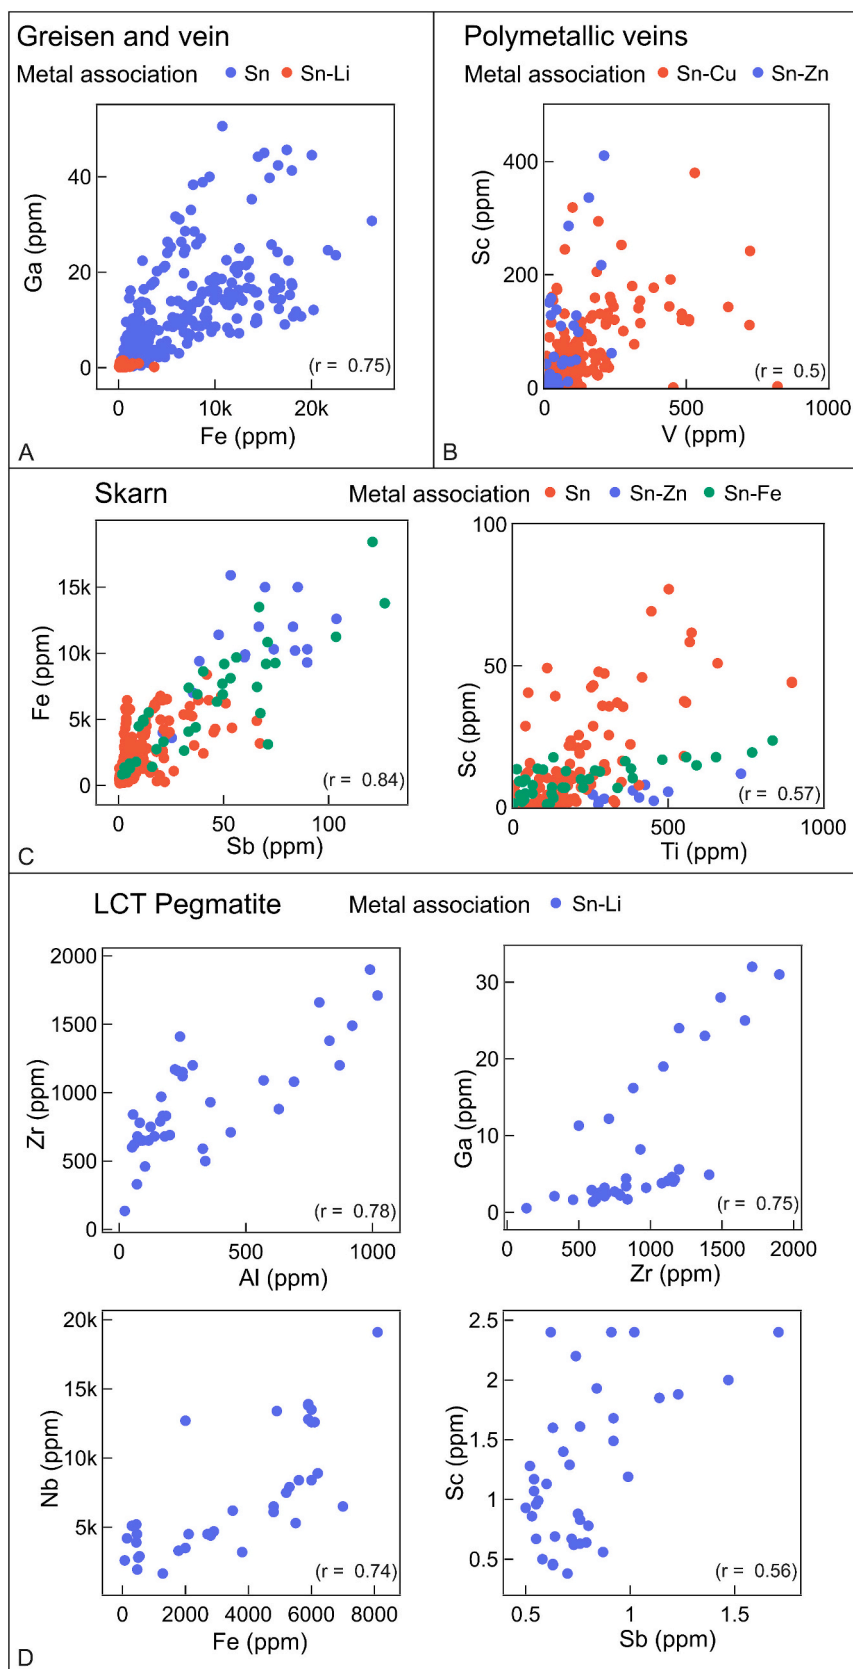 Greisen and vein
Metal association Sn Sn-Li
Ga (ppm)
40
20
0
0 10k 20k
Fe (ppm)
(r = 0.75)
A
Polymetallic veins
Metal association Sn-Cu Sn-Zn
Sc (ppm)
400
200
0
0 500 1000
V (ppm)
(r = 0.5)
B
Skarn
Metal association Sn Sn-Zn Sn-Fe
Fe (ppm)
15k
10k
5k
0
0 50 100
Sb (ppm)
(r = 0.84)
Sc (ppm)
100
50
0
0 500 1000
Ti (ppm)
(r = 0.57)
C
LCT Pegmatite
Metal association Sn-Li
Zr (ppm)
2000
1500
1000
500
0
0 500 1000
Al (ppm)
(r = 0.78)
Ga (ppm)
30
20
10
0
0 500 1000 1500 2000
Zr (ppm)
(r = 0.75)
Nb (ppm)
20k
15k
10k
5k
0 2000 4000 6000 8000
Fe (ppm)
(r = 0.74)
Sc (ppm)
2.5
2
1.5
1
0.5
0.5 1 1.5
Sb (ppm)
(r = 0.56)
D